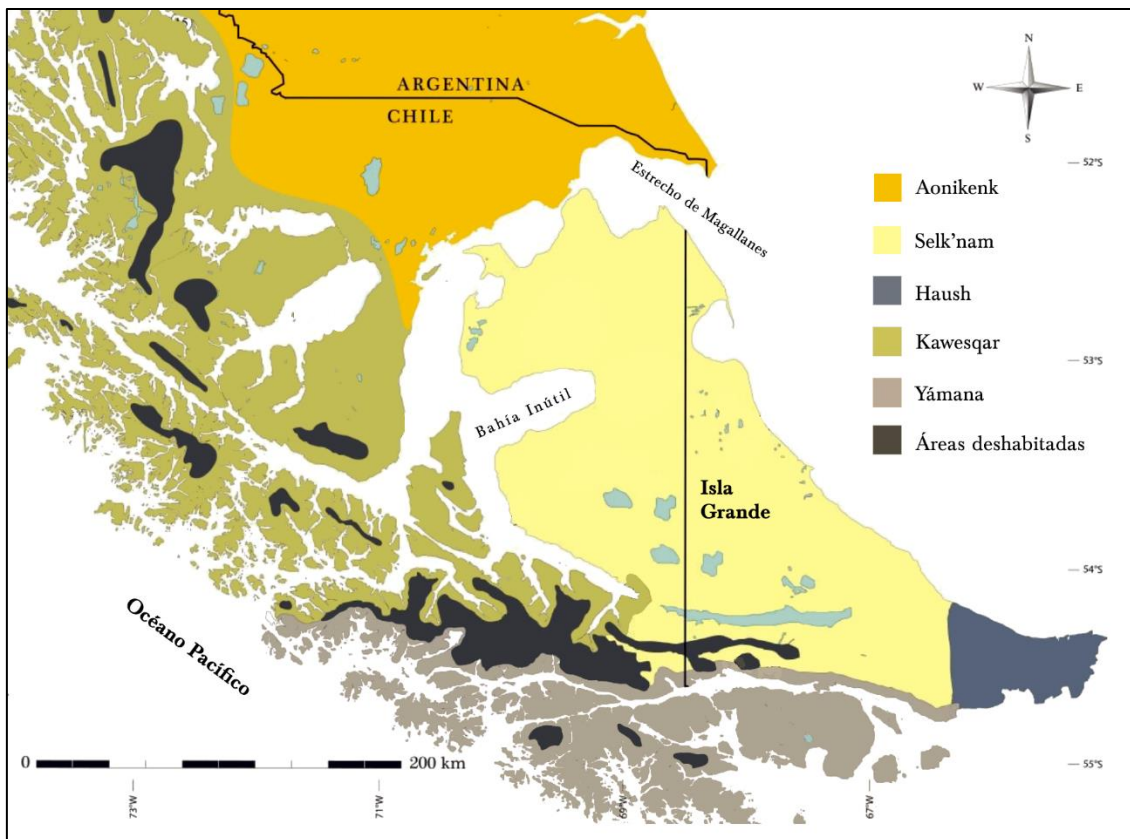 N
W
E
S
ARGENTINA
CHILE
52°S
Estrecho de Magallanes
Aonikenk
Selk'nam
Haush
Kawesqar
Yámana
Áreas deshabitadas
53°S
Bahía Inútil
Isla
Grande
54°S
Océano Pacífico
0
200 km
55°S
73°W
71°W
69°W
67°W